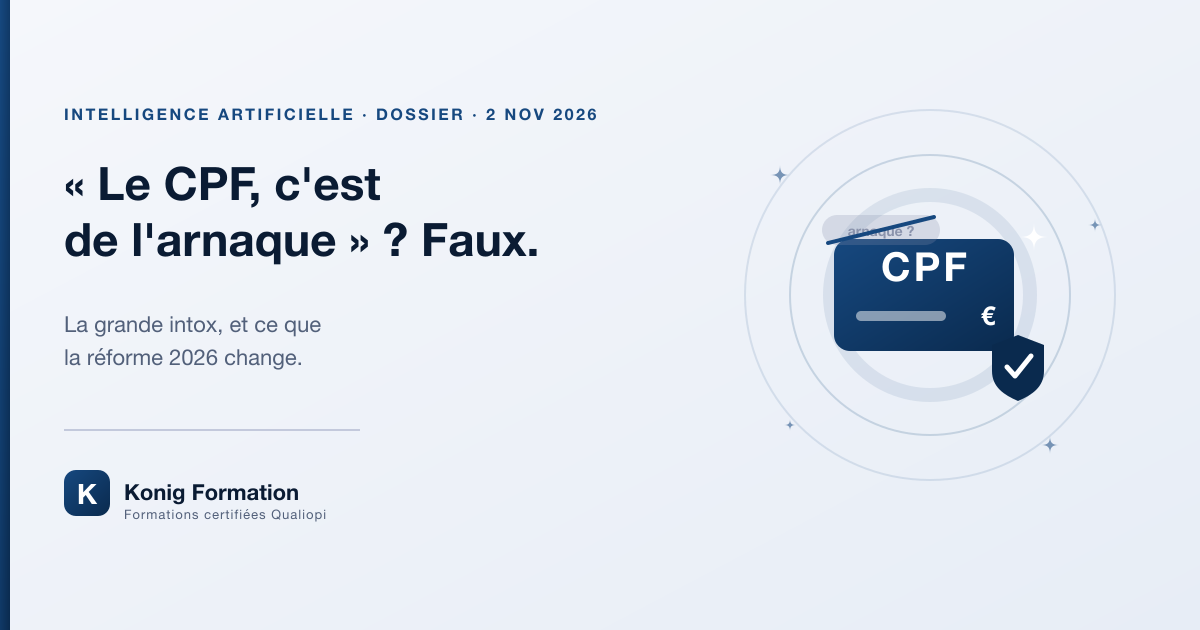 INTELLIGENCE ARTIFICIELLE · DOSSIER · 2 NOV 2026
« Le CPF, c'est
de l'arnaque » ? Faux.
La grande intox, et ce que
la réforme 2026 change.
K
Konig Formation
Formations certifiées Qualiopi
arnaque ?
CPF
€